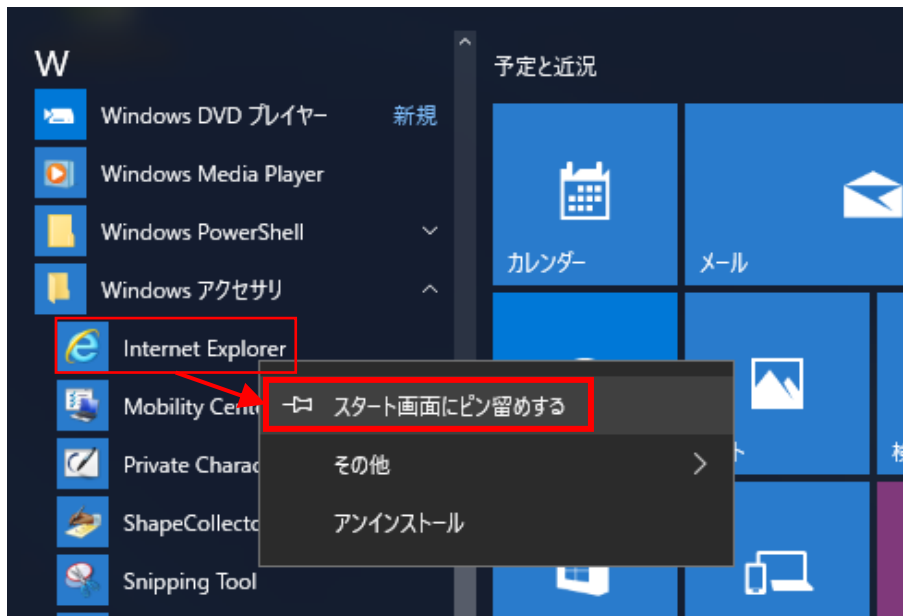 W
Windows DVD プレイヤー 新規
Windows Media Player
Windows PowerShell
Windows アクセサリ
Internet Explorer
Mobility
Private
Snipping Tool
スタート画面にピン留めする
その他
アンインストール
予定と近況
カレンダー
メール